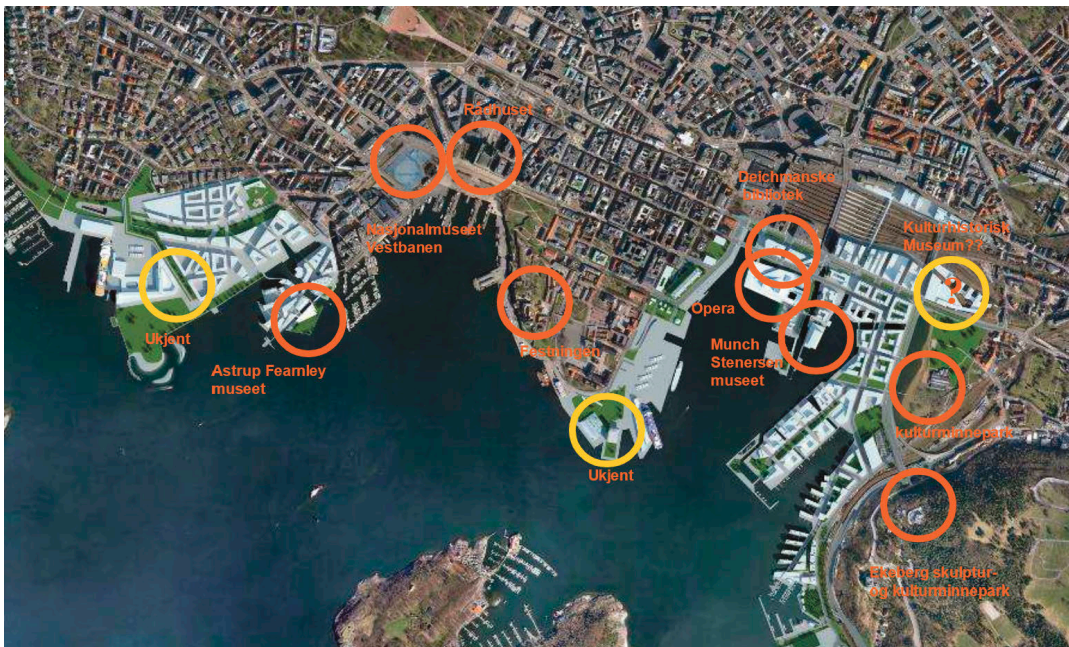 Rådhuset
Deichmanske
bibliotek
Nasjonalmuseet
Vestbanen
Kulturhistorisk
Museum??
?
Opera
Ukjent
Festningen
Munch
Stenersen
museet
Astrup Fearnley
museet
kulturminnepark
Ukjent
Ekeberg skulptur-
og kulturminnepark